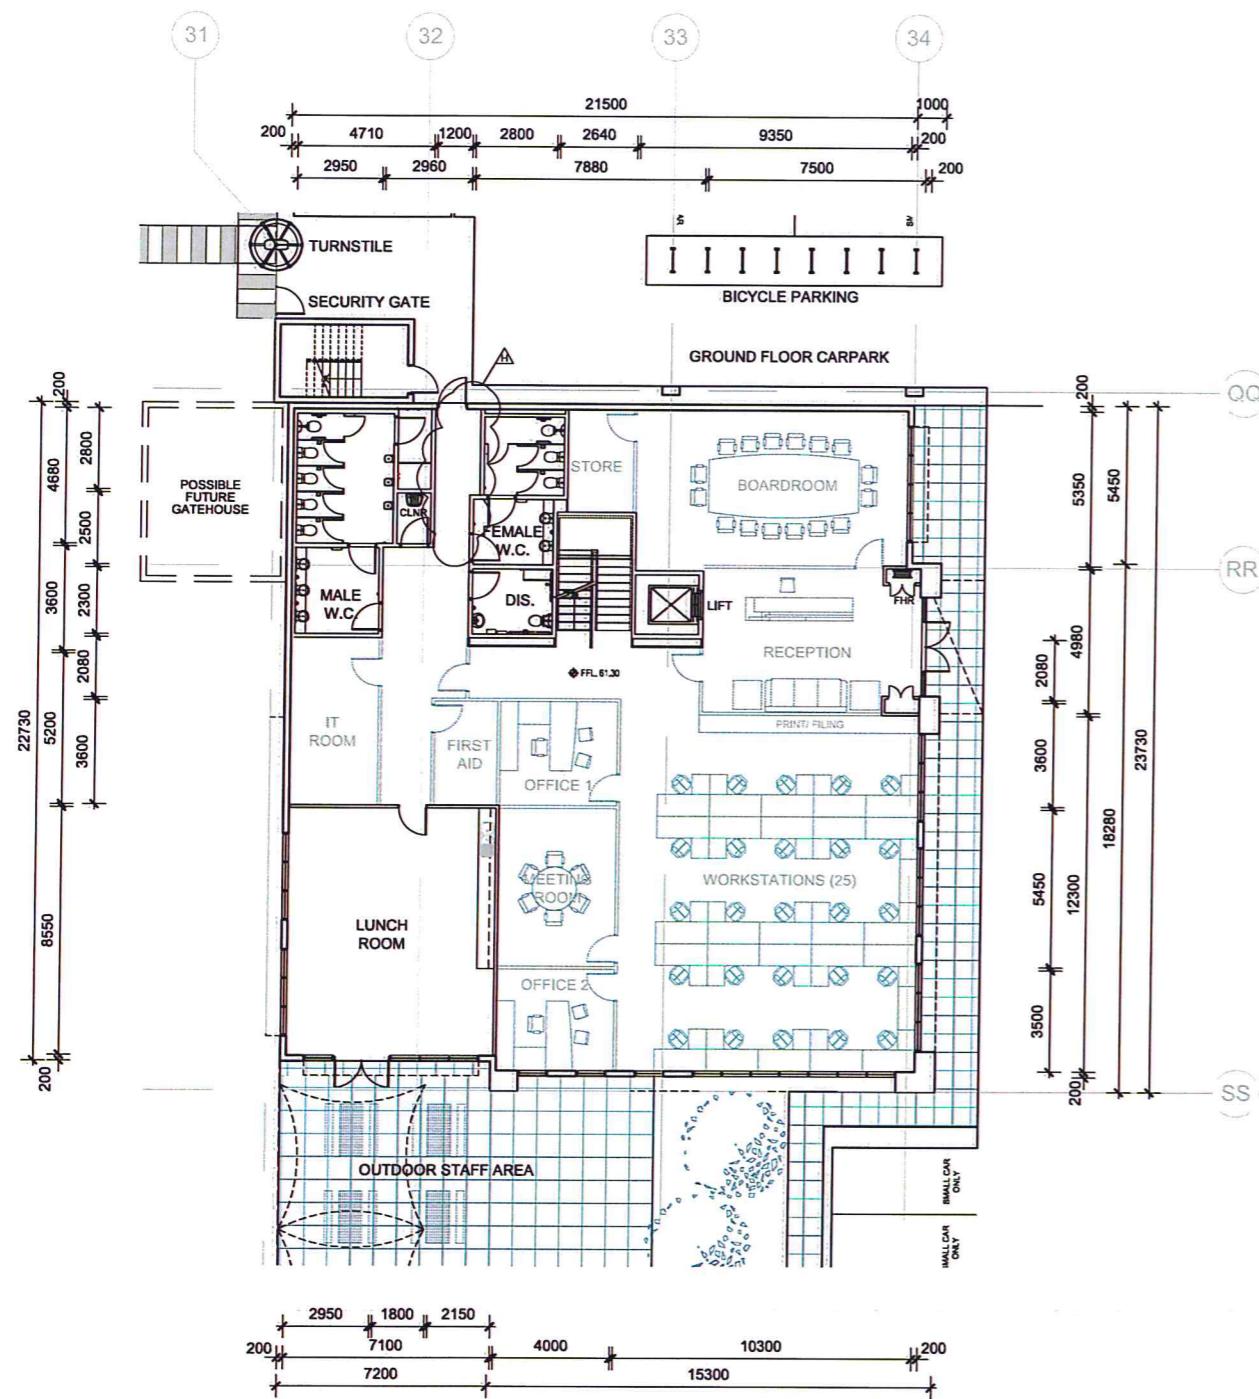 31
32
33
34
21500
1000
200
4710
1200
2800
2640
9350
200
2950
2960
7880
7500
200
TURNSTILE
SECURITY GATE
BICYCLE PARKING
GROUND FLOOR CARPARK
H
QQ
200
200
POSSIBLE
FUTURE
GATEHOUSE
STORE
BOARDROOM
CLNR
FEMALE
W.C.
MALE
W.C.
DIS.
LIFT
FHR
RR
RECEPTION
FFL. 61.30
PRINT/ FILING
IT
ROOM
FIRST
AID
OFFICE 1
MEETING
ROOM
WORKSTATIONS (25)
LUNCH
ROOM
OFFICE 2
SS
OUTDOOR STAFF AREA
SMALL CAR
ONLY
SMALL CAR
ONLY
22730
4680
3600
5200
8550
200
2800
2500
2300
2080
3600
5350
4980
12300
200
2080
3600
5450
3500
5450
18280
23730
2950
1800
2150
200
7100
4000
10300
200
7200
15300